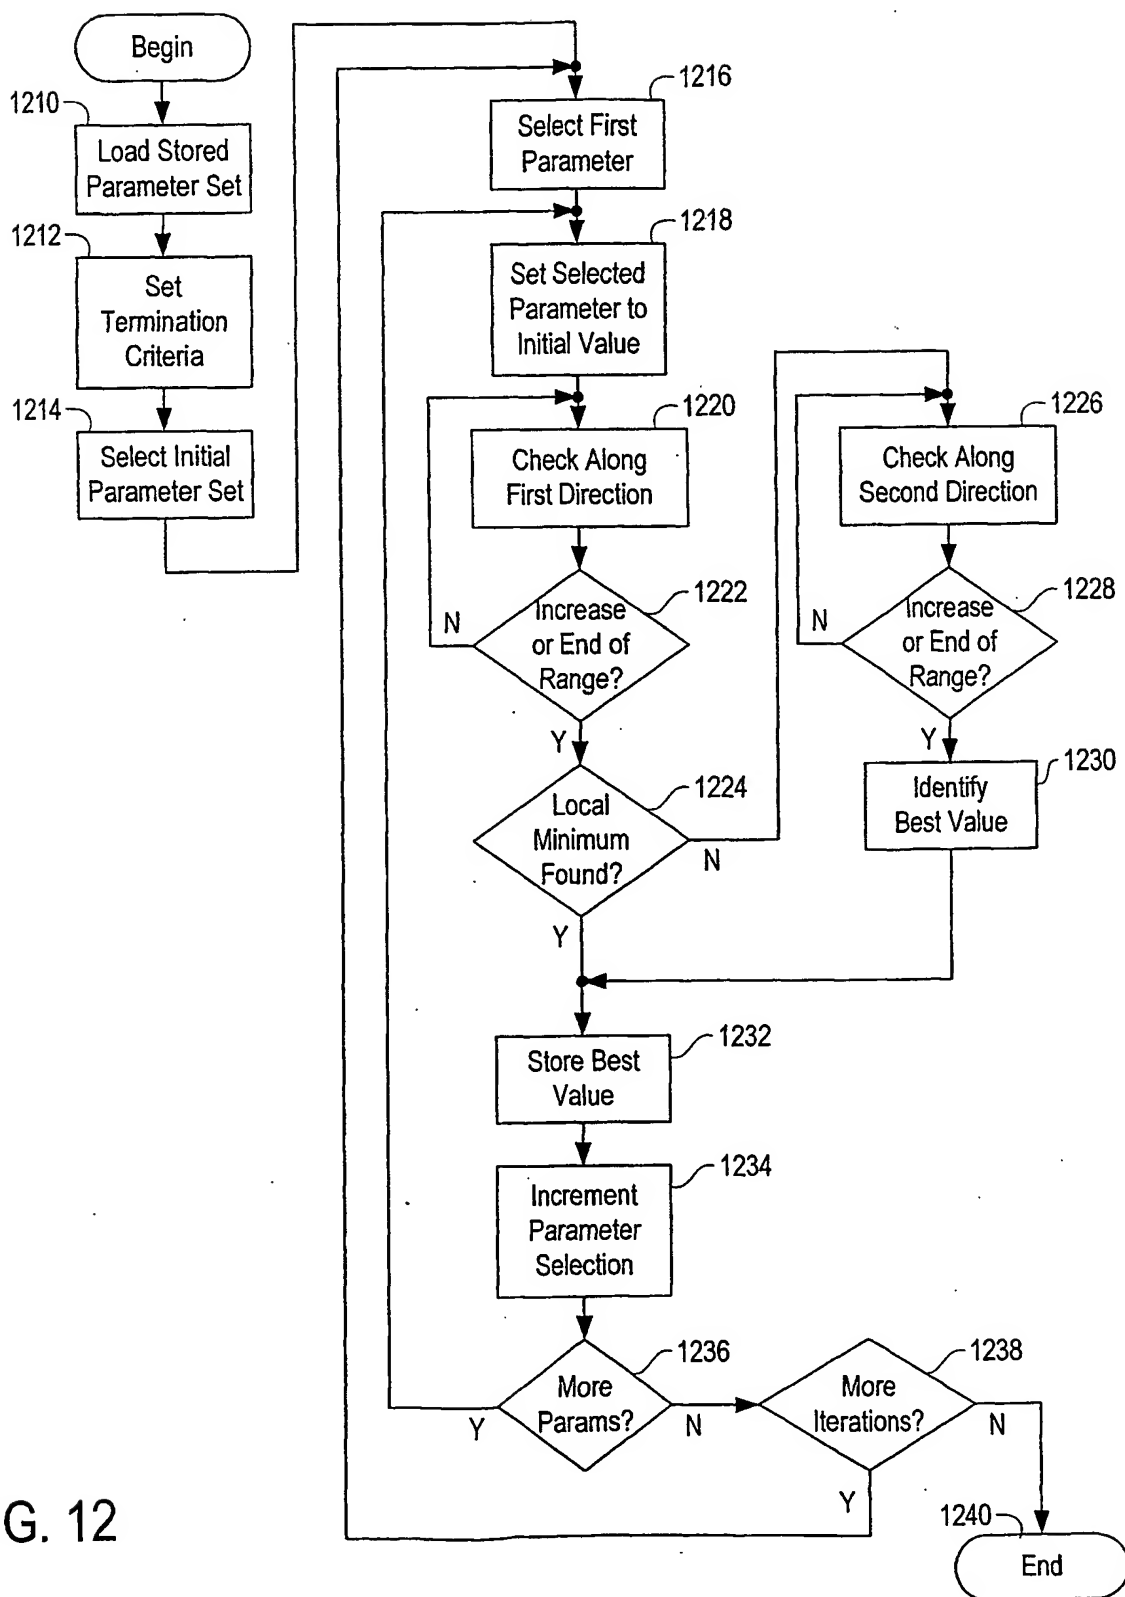 Begin
1210
Load Stored
Parameter Set
1212
Set
Termination
Criteria
1214
Select Initial
Parameter Set
1216
Select First
Parameter
1218
Set Selected
Parameter to
Initial Value
1220
Check Along
First Direction
1222
Increase
or End of
Range?
N
Y
1224
Local
Minimum
Found?
N
Y
1226
Check Along
Second Direction
1228
Increase
or End of
Range?
N
Y
1230
Identify
Best Value
1232
Store Best
Value
1234
Increment
Parameter
Selection
1236
More
Params?
Y
N
1238
More
Iterations?
N
Y
1240
End
G. 12